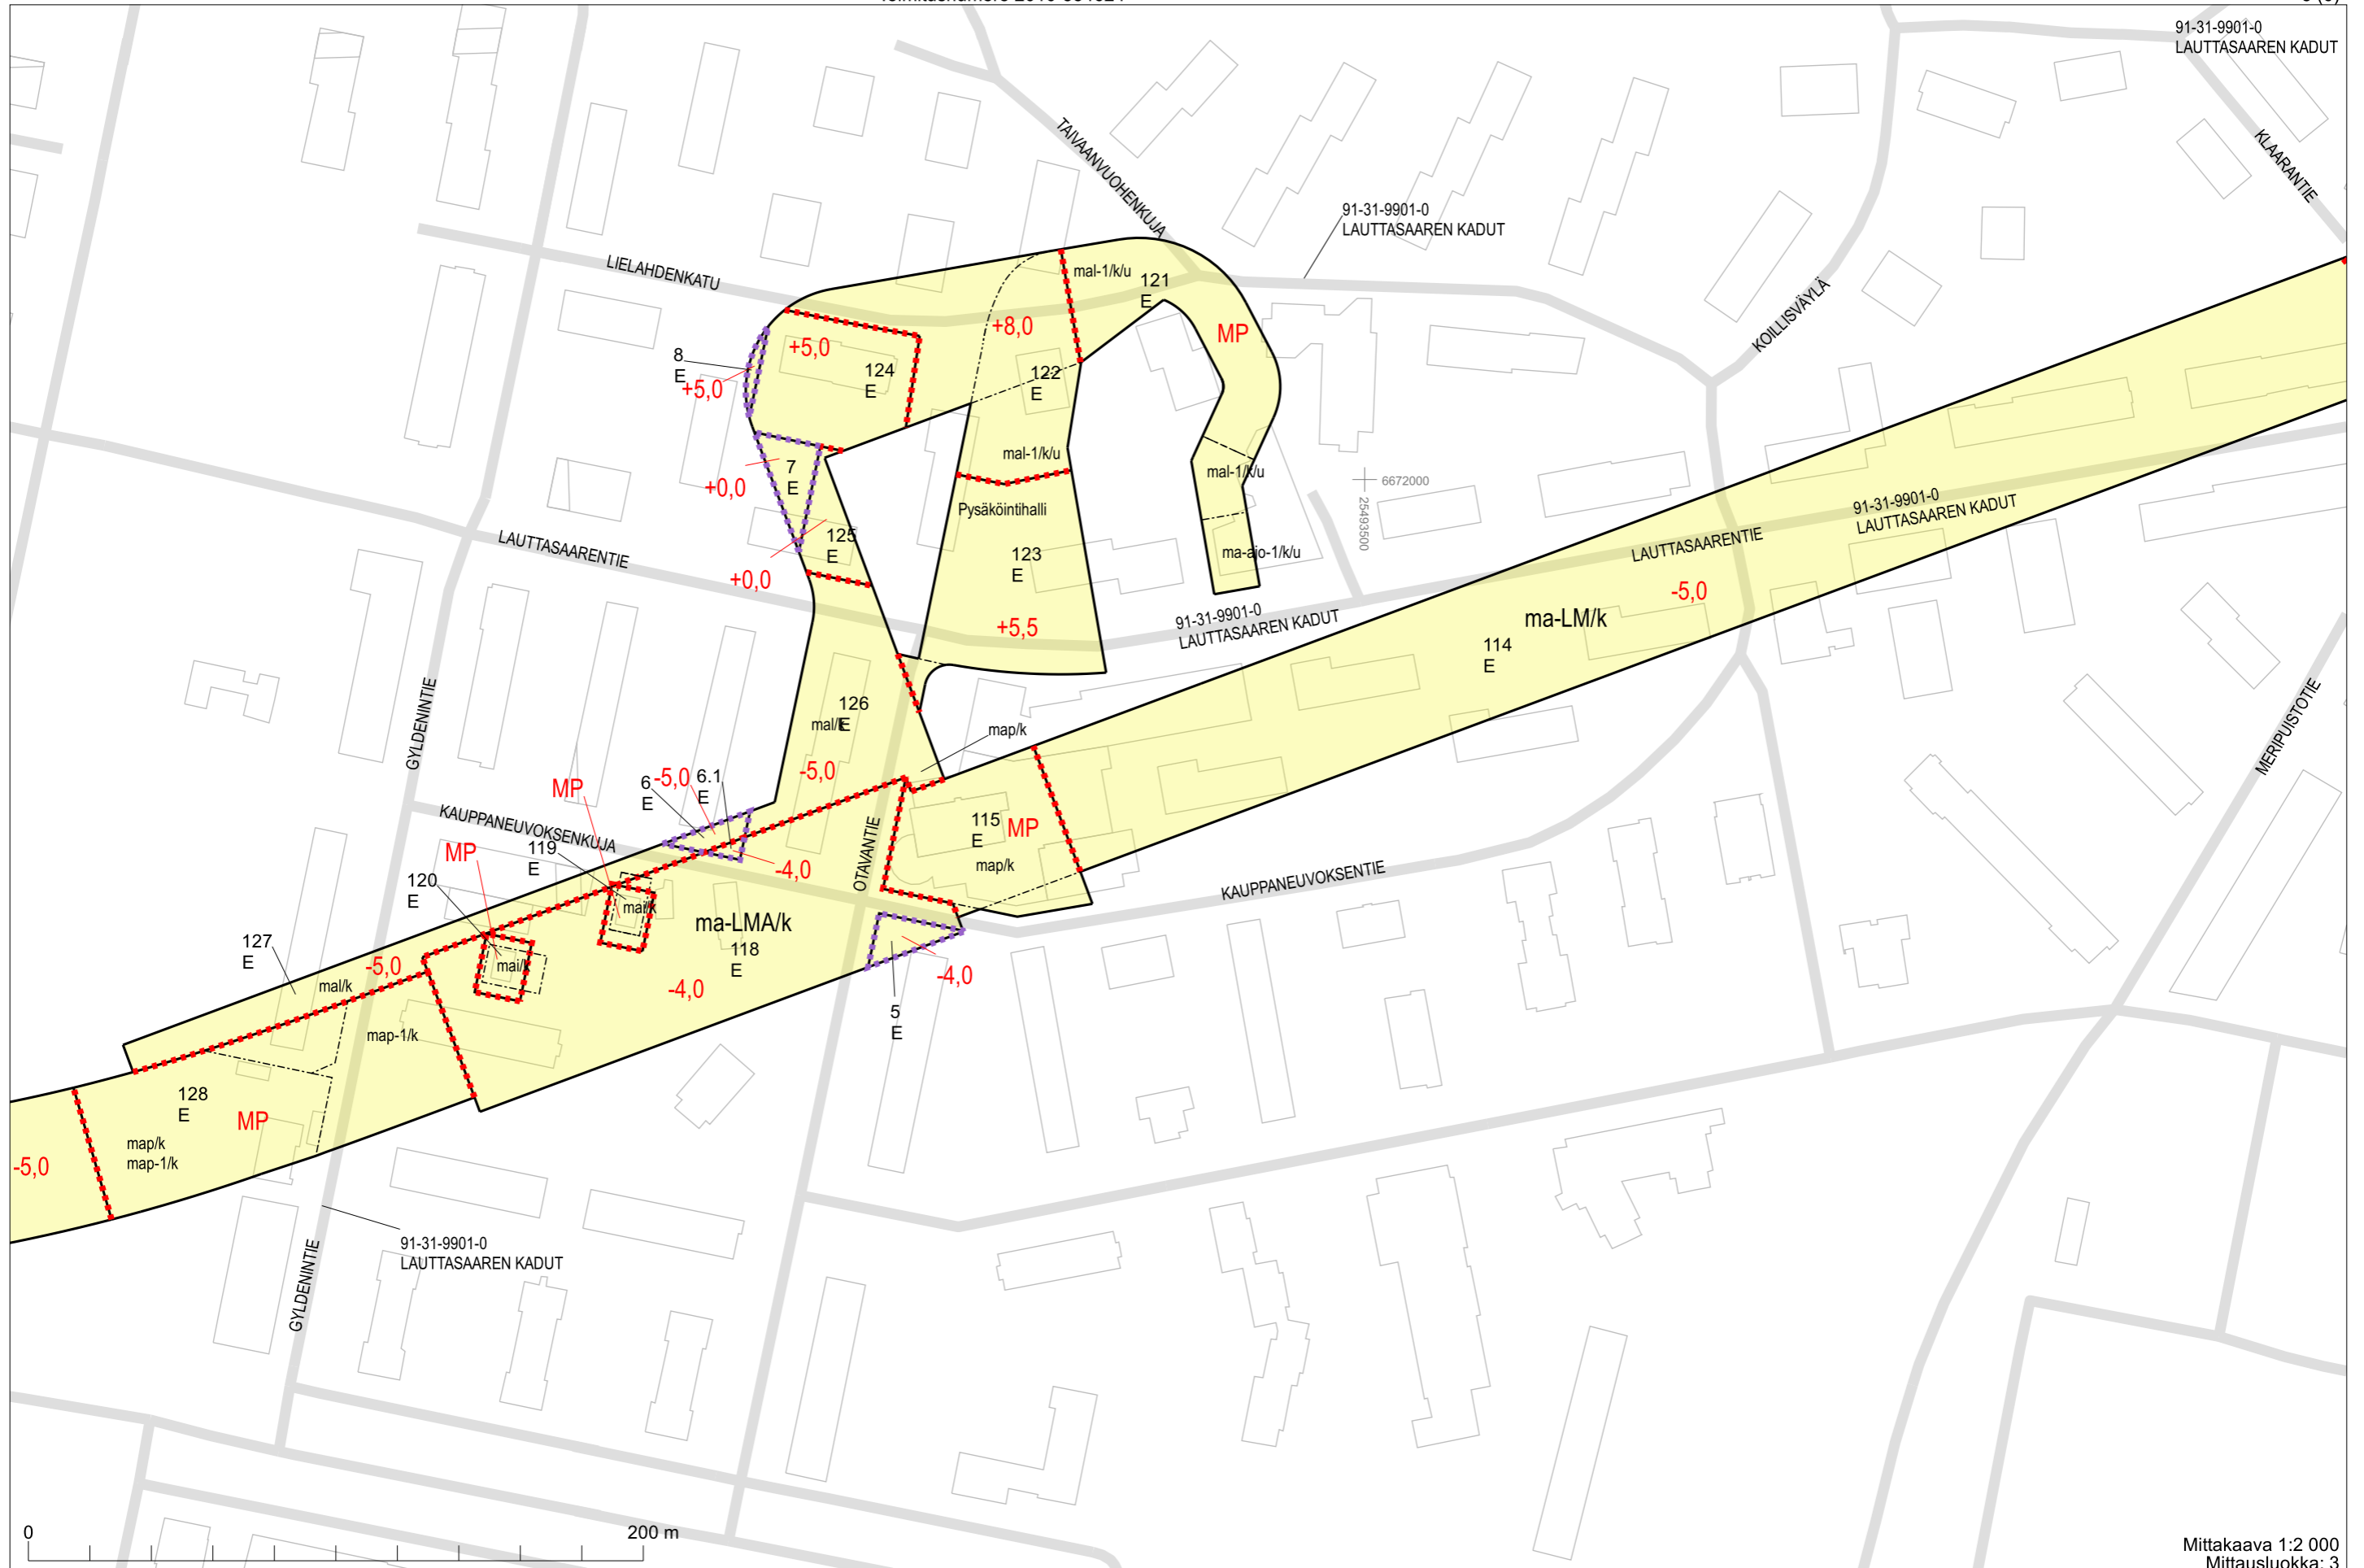 91-31-9901-0
LAUTTASAAREN KADUT
TAIVAANVUOHENKUJA
KLAARANTIE
91-31-9901-0
LAUTTASAAREN KADUT
LIELAHDENKATU
mal-1/k/u
121
E
KOILLISVÄYLÄ
+8,0
MP
+5,0
8
E
+5,0
124
E
122
E
mal-1/k/u
7
E
+0,0
mal-1/k/u
6672000
25493500
91-31-9901-0
LAUTTASAAREN KADUT
Pysäköintihalli
LAUTTASAARENTIE
125
E
123
E
ma-ajo-1/k/u
LAUTTASAARENTIE
+0,0
-5,0
91-31-9901-0
LAUTTASAAREN KADUT
ma-LM/k
+5,5
114
E
GYLDENINTIE
126
E
mal/k
map/k
MERIPUISTOTIE
-5,0
6
E
-5,0
6.1
E
MP
KAUPPANEUVOKSENKUJA
115
E
MP
map/k
OTAVANTIE
119
E
MP
-4,0
120
E
KAUPPANEUVOKSENTIE
mai/k
ma-LMA/k
118
E
127
E
-5,0
mai/k
mal/k
-4,0
-4,0
5
E
map-1/k
128
E
MP
map/k
map-1/k
-5,0
91-31-9901-0
LAUTTASAAREN KADUT
GYLDENINTIE
0
200 m
Mittakaava 1:2 000
Mittausluokka: 3